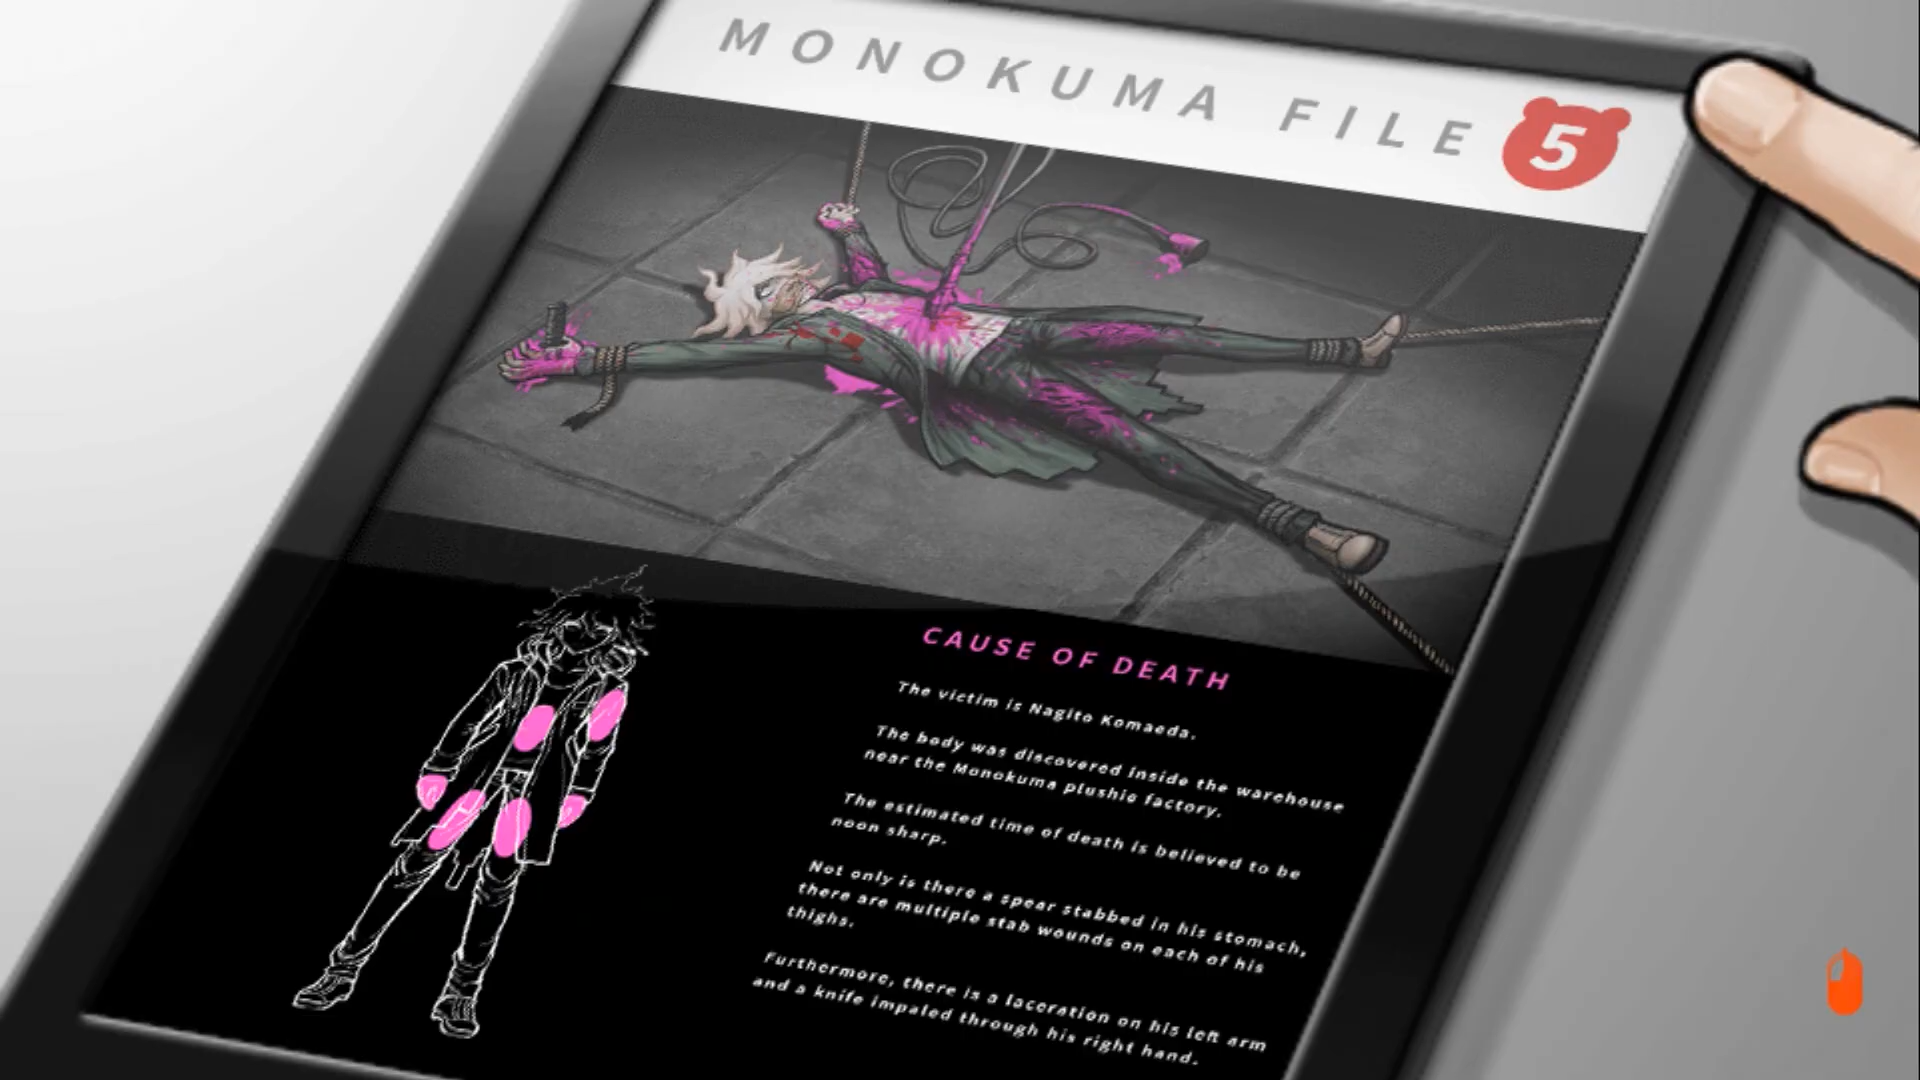 MONOKUMA FILE 5
CAUSE OF DEATH
The victim is Nagito Komaeda.
The body was discovered inside the warehouse
near the Monokuma plushie factory.
The estimated time of death is believed to be
noon sharp.
Not only is there a spear stabbed in his stomach,
there are multiple stab wounds on each of his
thighs.
Furthermore, there is a laceration on his left arm
and a knife impaled through his right hand.